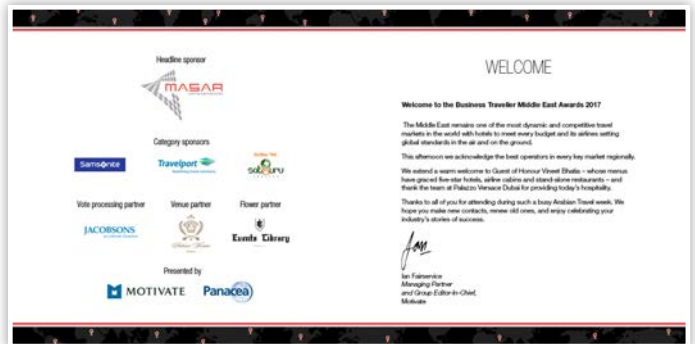 Headline sponsor
MASAR
Category sponsors
Samsonite
Travelport
satguru
Vote processing partner
Venue partner
Flower partner
JACOBSONS
Events Library
Presented by
MOTIVATE
Panacea
WELCOME
Welcome to the Business Traveller Middle East Awards 2017
The Middle East remains one of the most dynamic and competitive travel
markets in the world with hotels to meet every budget and its airlines setting
global standards in the air and on the ground.
This afternoon we acknowledge the best operators in every key market regionally.
We extend a warm welcome to Guest of Honour Vineet Bhatia – whose menus
have graced five-star hotels, airline cabins and stand-alone restaurants – and
thank the team at Palazzo Versace Dubai for providing today's hospitality.
Thanks to all of you for attending during such a busy Arabian Travel week. We
hope you make new contacts, renew old ones, and enjoy celebrating your
industry's stories of success.
Ian
Ian Fairservice
Managing Partner
and Group Editor-in-Chief,
Motivate